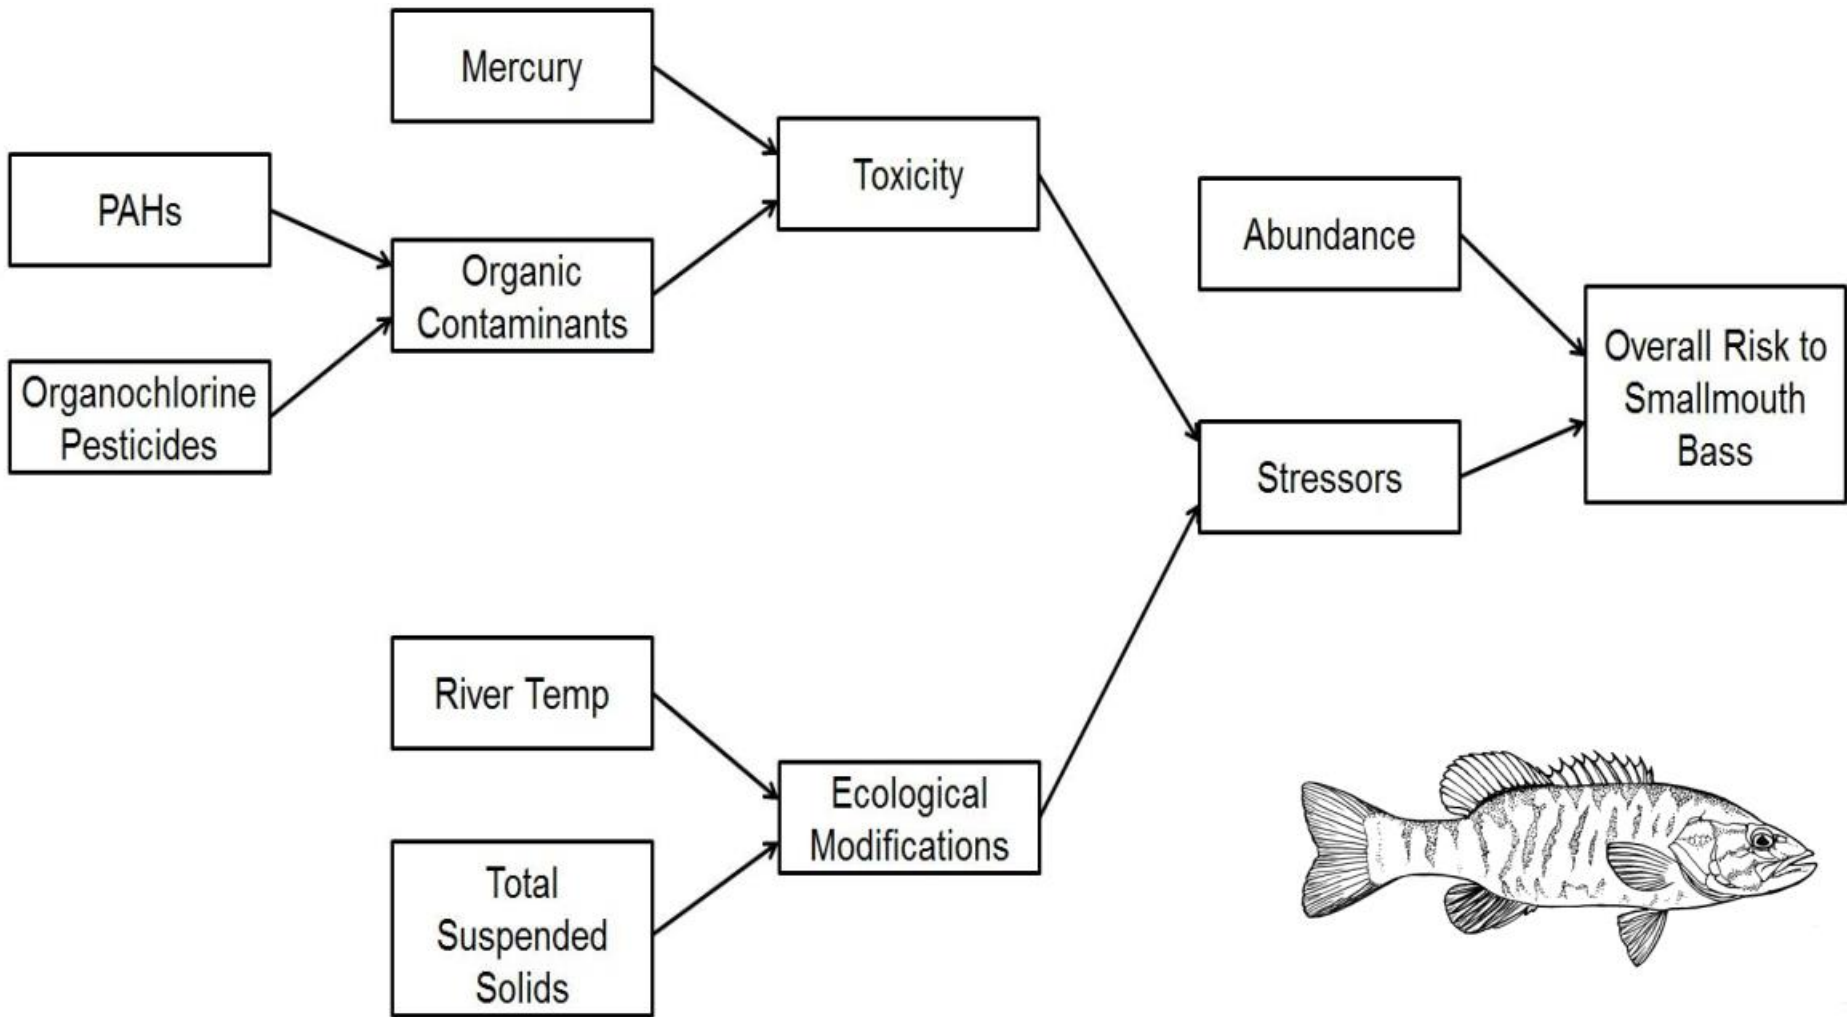 Mercury
PAHs
Toxicity
Abundance
Organic
Contaminants
Organochlorine
Pesticides
Overall Risk to
Smallmouth
Bass
Stressors
River Temp
Ecological
Modifications
Total
Suspended
Solids